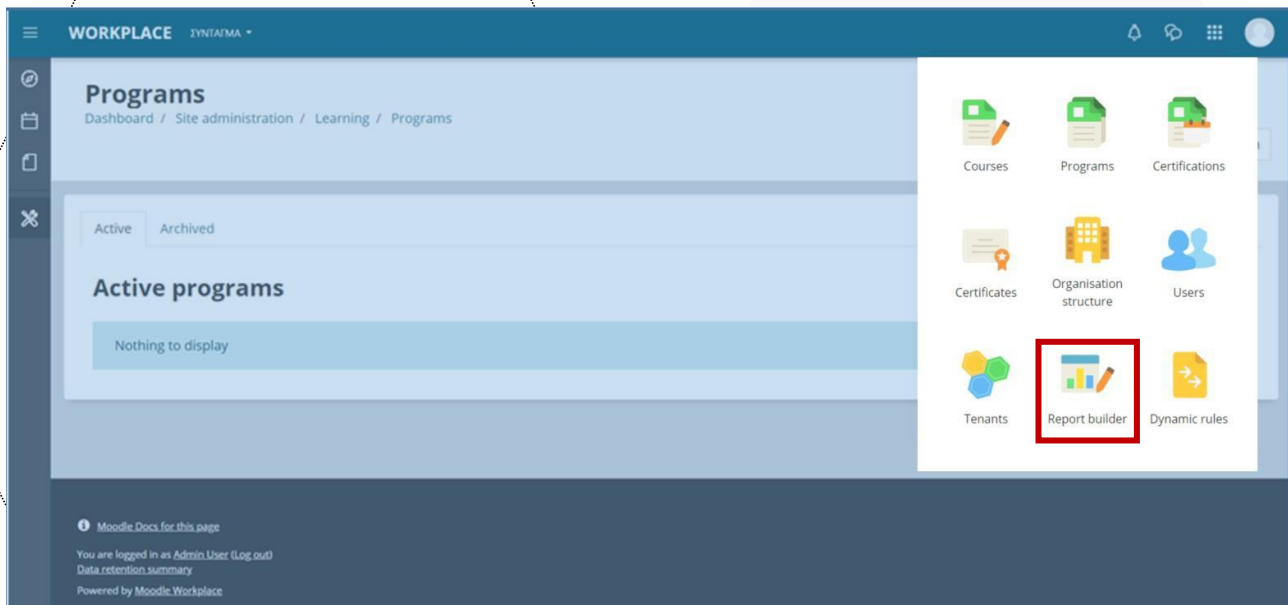 WORKPLACE ΣΥΝΤΑΓΜΑ
Programs
Dashboard / Site administration / Learning / Programs
Active Archived
Active programs
Nothing to display
Courses Programs Certifications
Certificates Organisation structure Users
Tenants Report builder Dynamic rules
Moodle Docs for this page
You are logged in as Admin User (Log out)
Data retention summary
Powered by Moodle Workplace